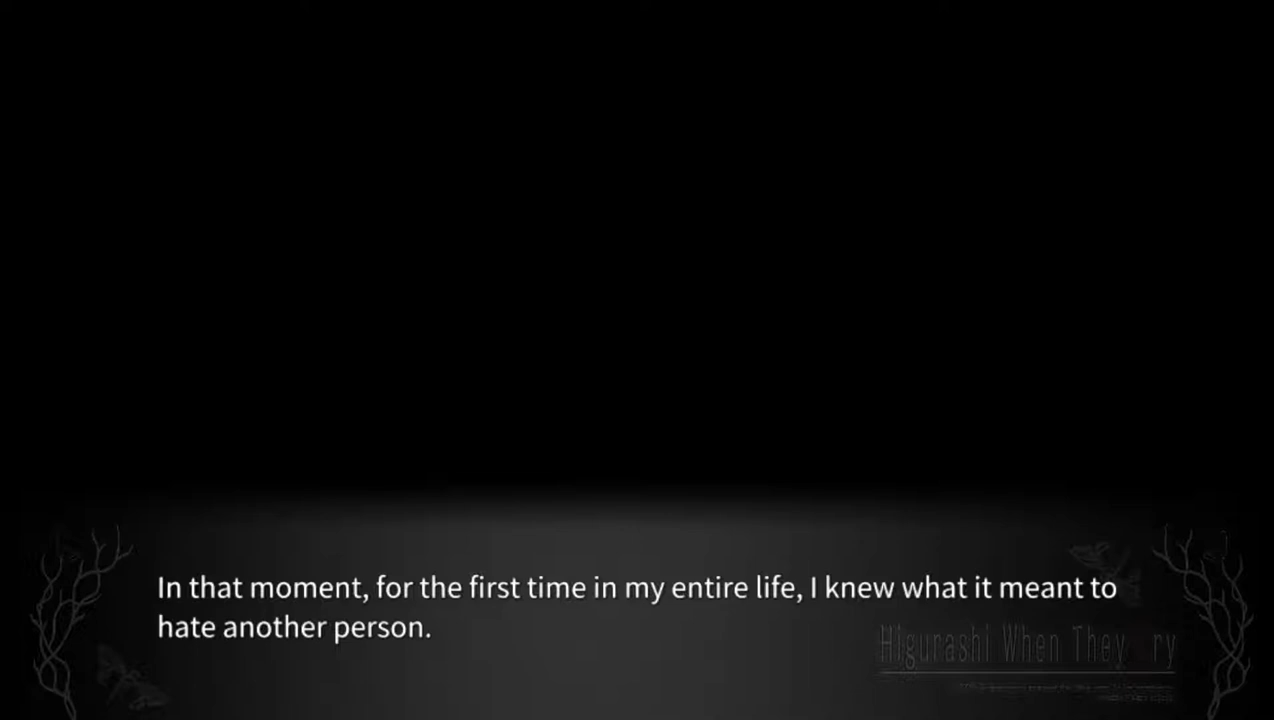 In that moment, for the first time in my entire life, I knew what it meant to
hate another person.
Higurashi When They ry